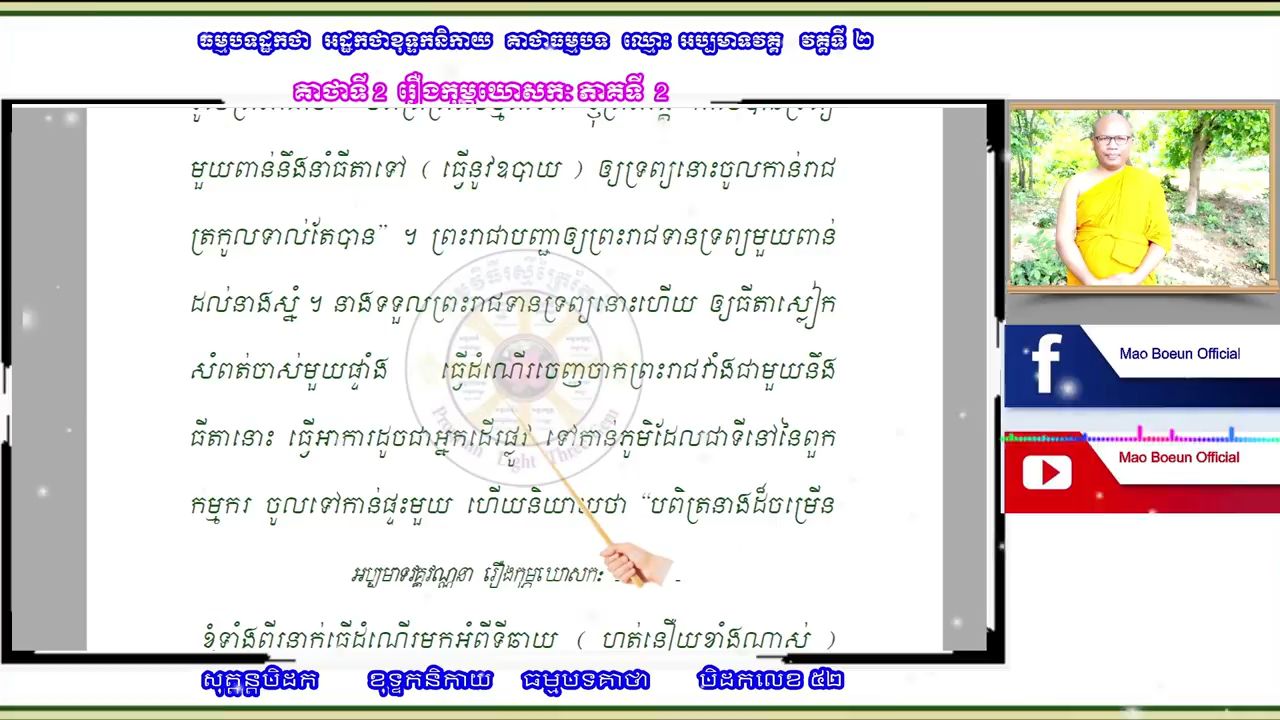 ធម្មបទដ្ឋកថា អដ្ឋកថាខុទ្ទកនិកាយ គាថាធម្មបទ ឈ្មោះ អប្បមាទវគ្គ វគ្គទី ២
គាថាទី ២ រឿងកុម្ភឃោសកៈ ភាគទី ២
មួយពាន់នឹងនាំធីតាទៅ ( ធ្វើនូវឧបាយ ) ឲ្យទ្រព្យនោះចូលកាន់រាជ
ត្រកូលទាល់តែបាន” ។ ព្រះរាជាបញ្ជាឲ្យព្រះរាជទានទ្រព្យមួយពាន់
ដល់នាងស្នំ ។ នាងទទួលព្រះរាជទានទ្រព្យនោះហើយ ឲ្យធីតាស្លៀក
សំពត់ចាស់មួយផ្ទាំង ធ្វើដំណើរចេញចាកព្រះរាជវាំងជាមួយនឹង
ធីតានោះ ធ្វើអាការដូចជាអ្នកដើរផ្លូវ ទៅកាន់ភូមិដែលជាទីនៅនៃពួក
កម្មករ ចូលទៅកាន់ផ្ទះមួយ ហើយនិយាយថា “បពិត្រនាងដ៏ចម្រើន
អប្បមាទវគ្គវណ្ណនា រឿងកុម្ភឃោសកៈ
ខ្ញុំទាំងពីរនាក់ធ្វើដំណើរមកអំពីទីឆ្ងាយ ( ហត់នឿយខ្លាំងណាស់ )
Mao Boeun Official
Mao Boeun Official
សុត្តន្តបិដក ខុទ្ទកនិកាយ ធម្មបទគាថា បិដកលេខ ៥២